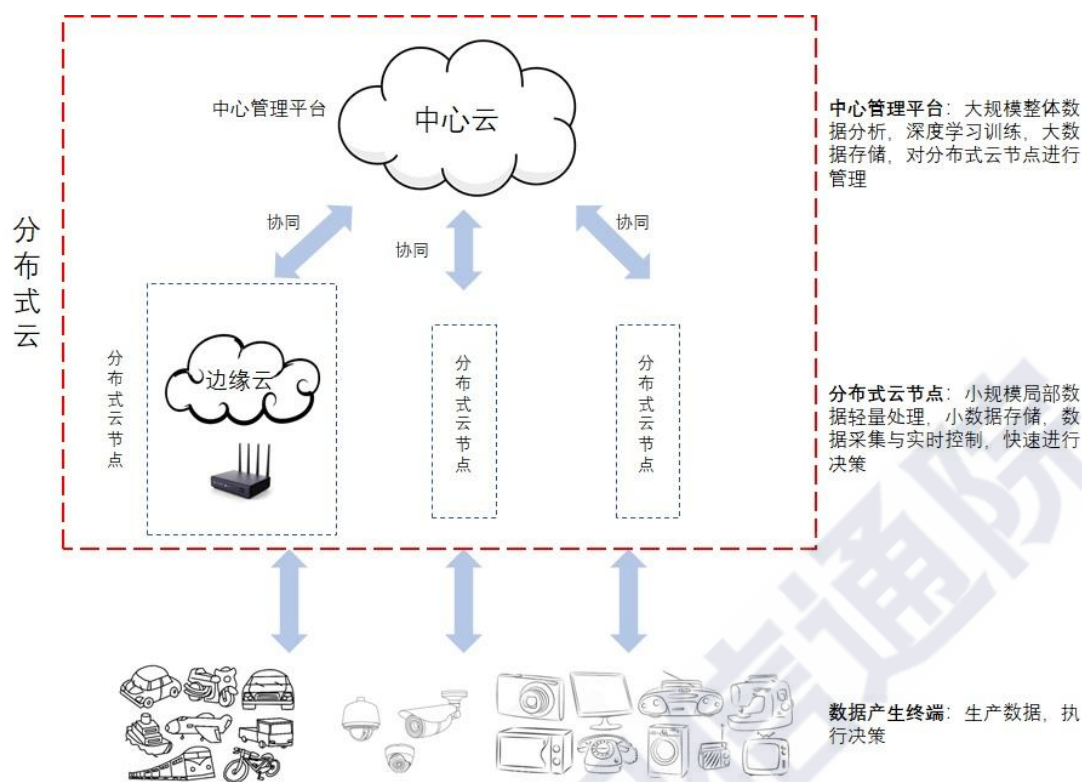 中心管理平台
中心云
中心管理平台：大规模整体数
据分析，深度学习训练，大数
据存储，对分布式云节点进行
管理
协同
协同
协同
分布式云
分布式云节点
边缘云
分布式云节点
分布式云节点
分布式云节点：小规模局部数
据轻量处理，小数据存储，数
据采集与实时控制，快速进行
决策
数据产生终端：生产数据，执
行决策
信通院